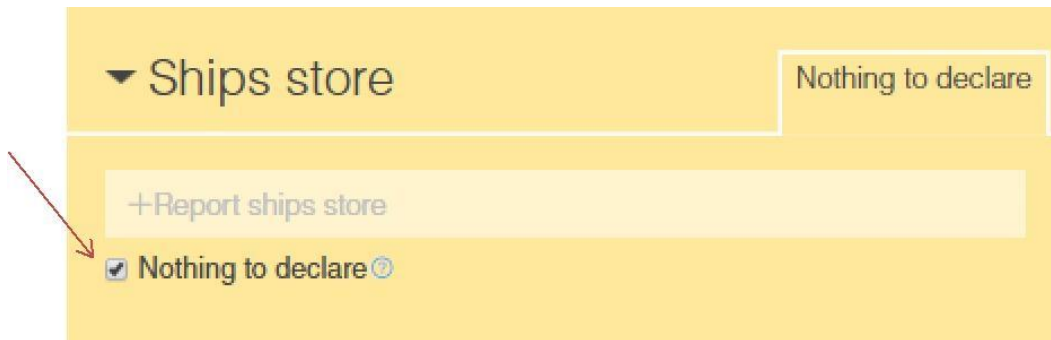 Ships store
Nothing to declare
+Report ships store
Nothing to declare